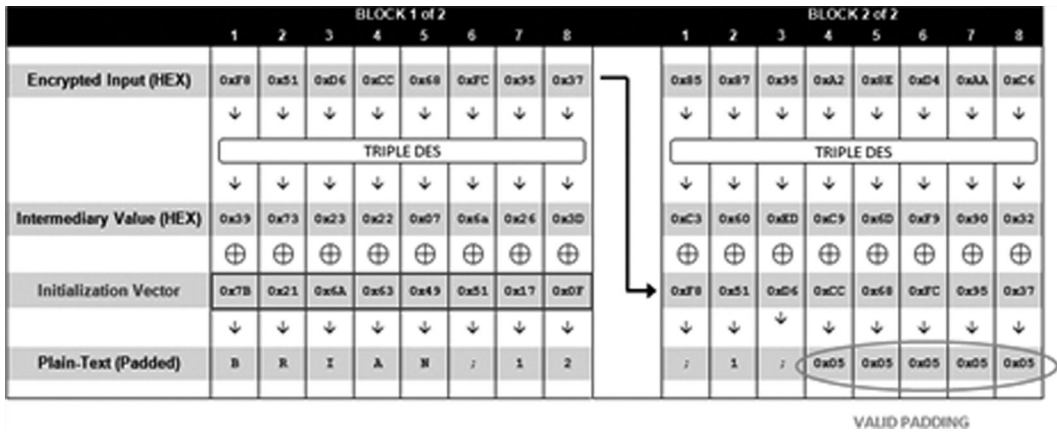 BLOCK 1 of 2 BLOCK 2 of 2
1 2 3 4 5 6 7 8 1 2 3 4 5 6 7 8
Encrypted Input (HEX) 0xF8 0x51 0xD6 0xCC 0x68 0xFC 0x95 0x37 0x85 0x87 0x95 0xA2 0x8E 0xD4 0xAA 0xC6
TRIPLE DES TRIPLE DES
Intermediary Value (HEX) 0x39 0x73 0x23 0x22 0x07 0x6a 0x26 0x3D 0xC3 0x60 0xED 0xC9 0x6D 0xF9 0x90 0x32
Initialization Vector 0x7B 0x21 0x6A 0x63 0x49 0x51 0x17 0x0F 0xF8 0x51 0xD6 0xCC 0x68 0xFC 0x95 0x37
Plain-Text (Padded) B R I A N ; 1 2 ; 1 ; 0x05 0x05 0x05 0x05 0x05
VALID PADDING